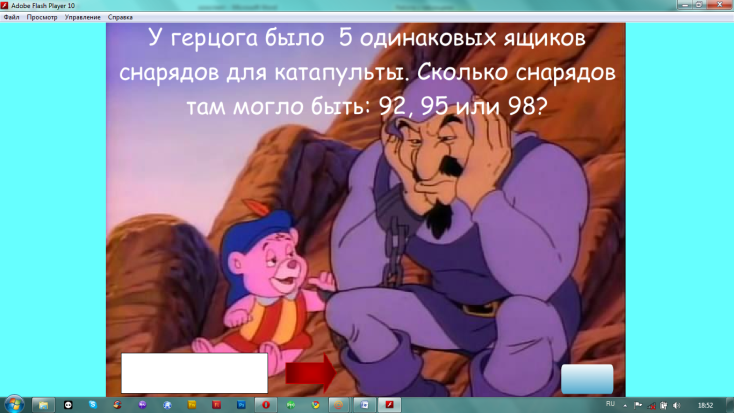 Adobe Flash Player 10
Файл Просмотр Управление Справка
У герцога было 5 одинаковых ящиков
снарядов для катапульты. Сколько снарядов
там могло быть: 92, 95 или 98?
RU
18:52